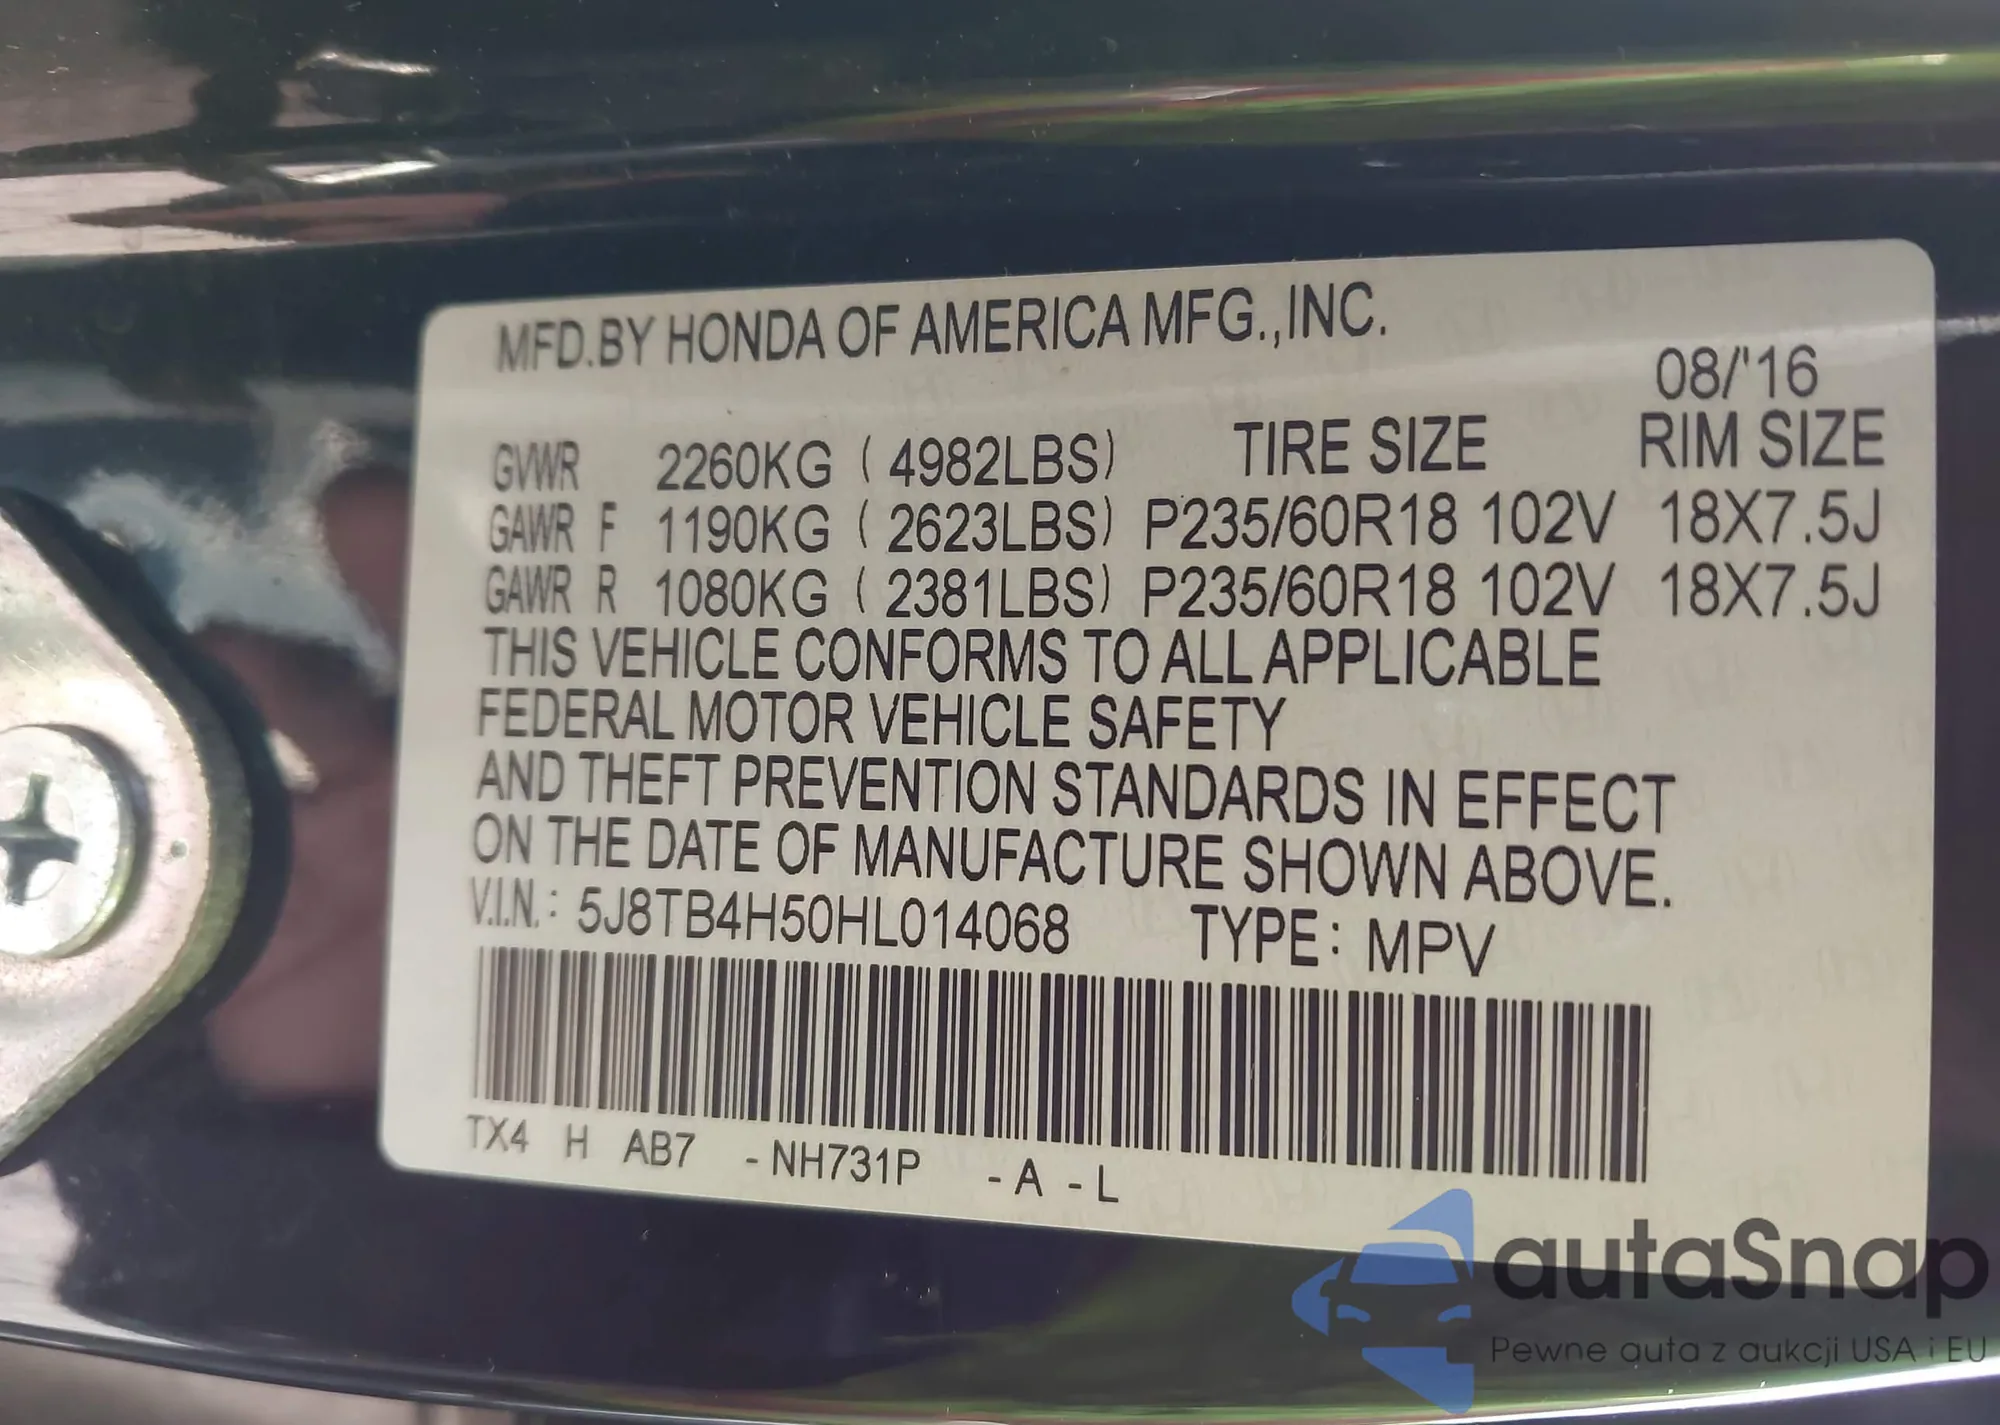 MFD.BY HONDA OF AMERICA MFG.,INC.
08/'16
GVWR 2260KG ( 4982LBS) TIRE SIZE RIM SIZE
GAWR F 1190KG ( 2623LBS) P235/60R18 102V 18X7.5J
GAWR R 1080KG ( 2381LBS) P235/60R18 102V 18X7.5J
THIS VEHICLE CONFORMS TO ALL APPLICABLE
FEDERAL MOTOR VEHICLE SAFETY
AND THEFT PREVENTION STANDARDS IN EFFECT
ON THE DATE OF MANUFACTURE SHOWN ABOVE.
V.I.N.: 5J8TB4H50HL014068 TYPE: MPV
TX4 H AB7 -NH731P -A -L
autaSnap
Pewne auta z aukcji USA i EU